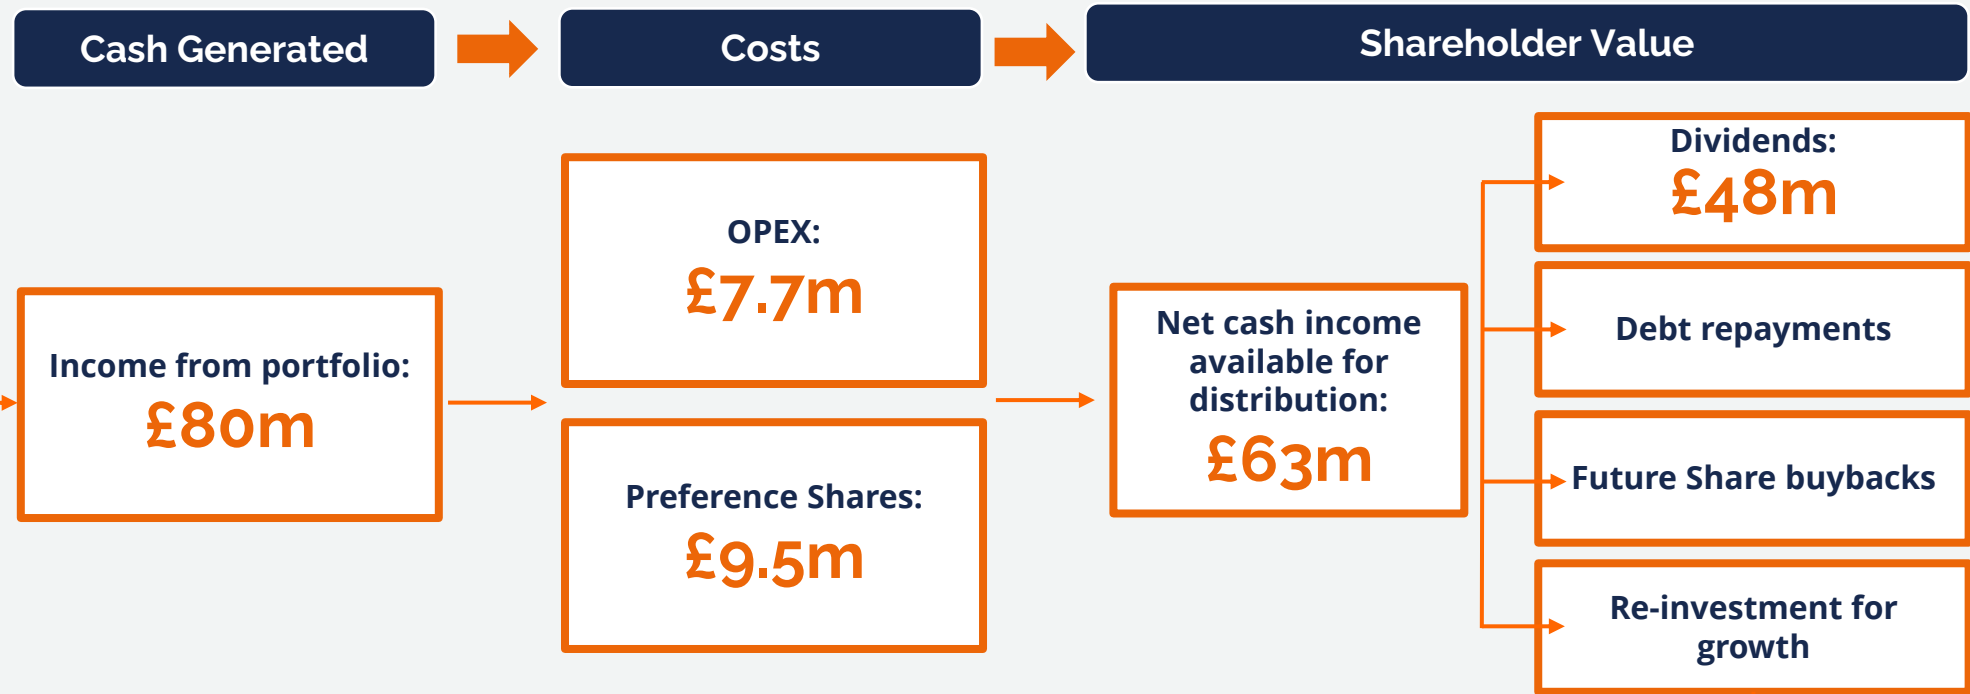 Cash Generated
Costs
Shareholder Value
Income from portfolio:
£80m
OPEX:
£7.7m
Preference Shares:
£9.5m
Net cash income
available for
distribution:
£63m
Dividends:
£48m
Debt repayments
Future Share buybacks
Re-investment for
growth